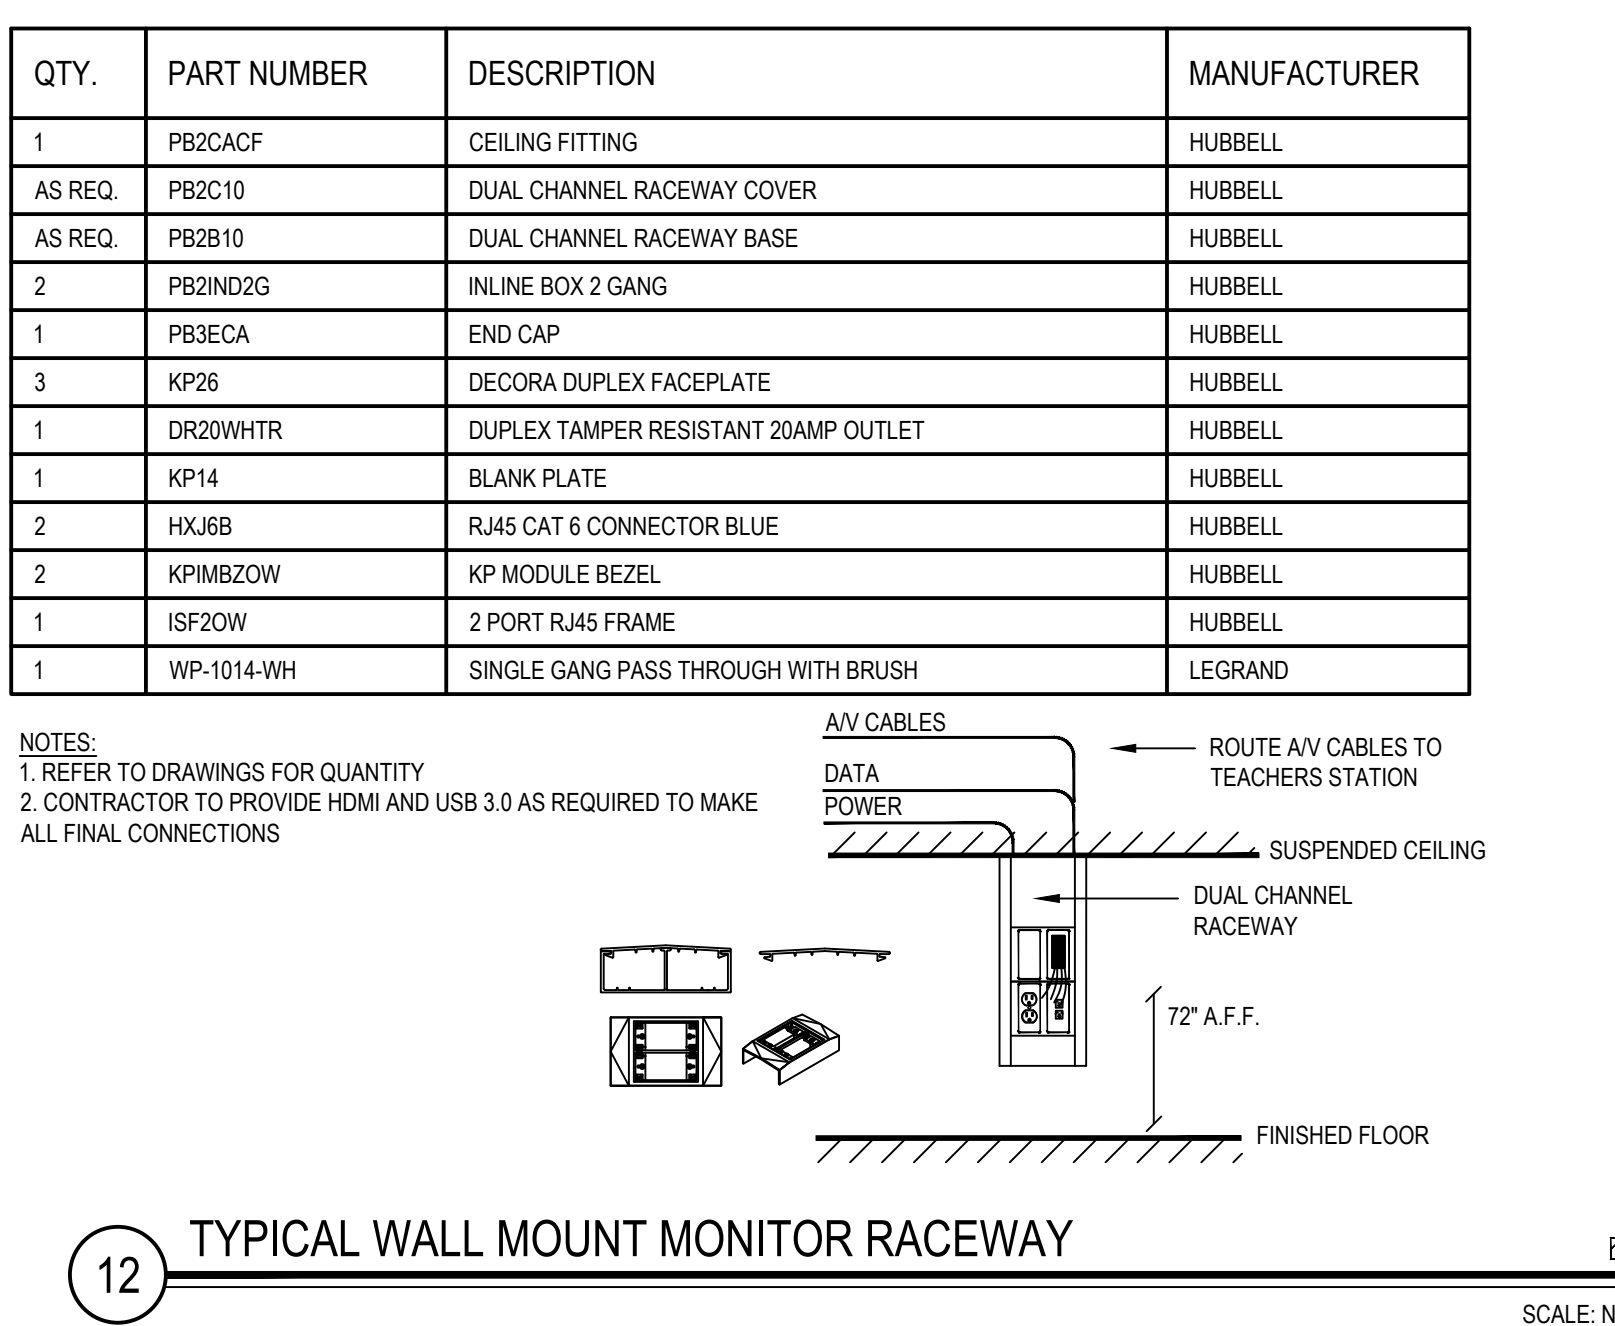 QTY. PART NUMBER DESCRIPTION MANUFACTURER
1 PB2CACF CEILING FITTING HUBBELL
AS REQ. PB2C10 DUAL CHANNEL RACEWAY COVER HUBBELL
AS REQ. PB2B10 DUAL CHANNEL RACEWAY BASE HUBBELL
2 PB2IND2G INLINE BOX 2 GANG HUBBELL
1 PB3ECA END CAP HUBBELL
3 KP26 DECORA DUPLEX FACEPLATE HUBBELL
1 DR20WHTR DUPLEX TAMPER RESISTANT 20AMP OUTLET HUBBELL
1 KP14 BLANK PLATE HUBBELL
2 HXJ6B RJ45 CAT 6 CONNECTOR BLUE HUBBELL
2 KPIMBZOW KP MODULE BEZEL HUBBELL
1 ISF2OW 2 PORT RJ45 FRAME HUBBELL
1 WP-1014-WH SINGLE GANG PASS THROUGH WITH BRUSH LEGRAND
NOTES:
1. REFER TO DRAWINGS FOR QUANTITY
2. CONTRACTOR TO PROVIDE HDMI AND USB 3.0 AS REQUIRED TO MAKE
ALL FINAL CONNECTIONS
A/V CABLES
ROUTE A/V CABLES TO
TEACHERS STATION
DATA
POWER
SUSPENDED CEILING
DUAL CHANNEL
RACEWAY
72" A.F.F.
FINISHED FLOOR
12
TYPICAL WALL MOUNT MONITOR RACEWAY
SCALE: